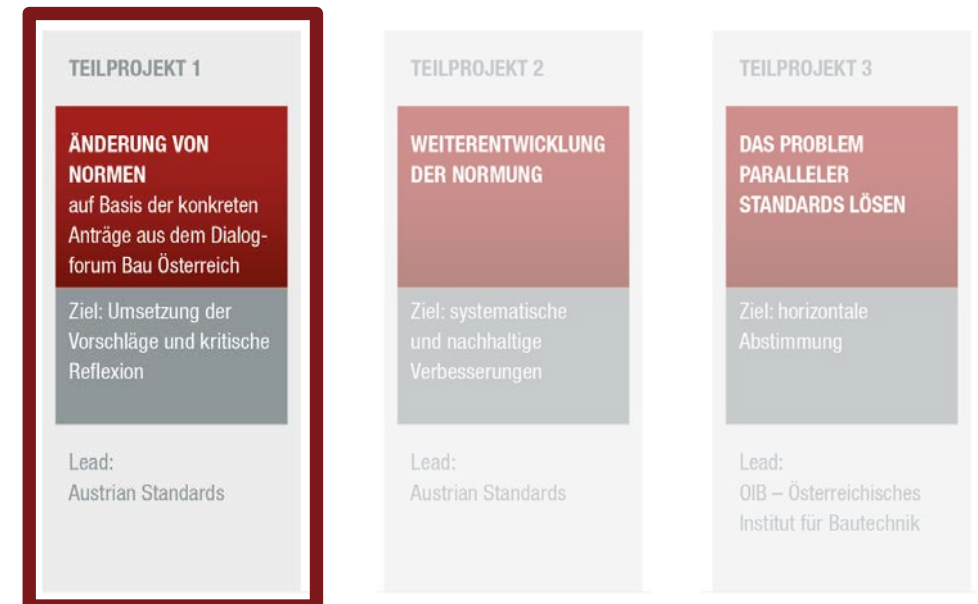 TEILPROJEKT 1
ÄNDERUNG VON
NORMEN
auf Basis der konkreten
Anträge aus dem Dialog-
forum Bau Österreich
Ziel: Umsetzung der
Vorschläge und kritische
Reflexion
Lead:
Austrian Standards
TEILPROJEKT 2
WEITERENTWICKLUNG
DER NORMUNG
Ziel: systematische
und nachhaltige
Verbesserungen
Lead:
Austrian Standards
TEILPROJEKT 3
DAS PROBLEM
PARALLELER
STANDARDS LÖSEN
Ziel: horizontale
Abstimmung
Lead:
OIB – Österreichisches
Institut für Bautechnik